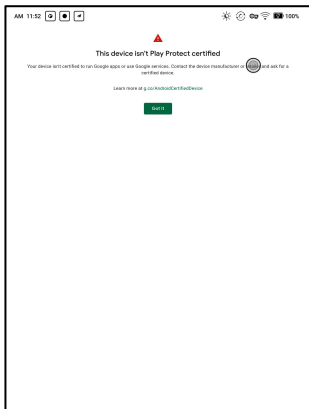 AM 11:52
100%
This device isn't Play Protect certified
Your device isn't certified to run Google apps or use Google services. Contact the device manufacturer or retailer and ask for a
certified device.
Learn more at g.co/AndroidCertifiedDevice
Got it